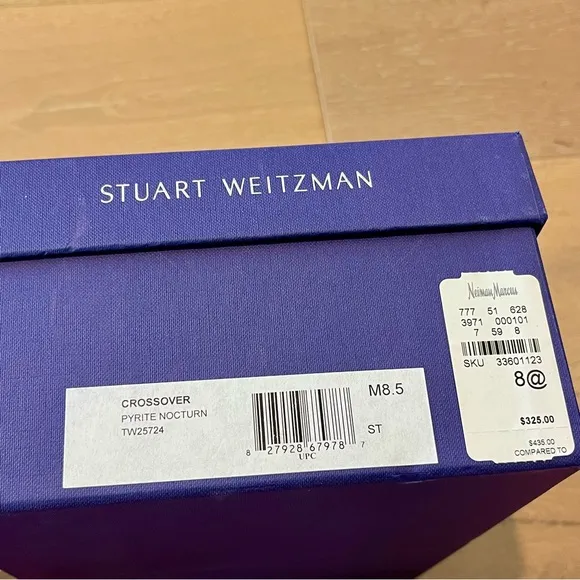 STUART WEITZMAN
Neiman Marcus
777 51 628
3971 000101
7 59 8
SKU 33601123
8@
$325.00
$435.00
COMPARED TO
CROSSOVER
PYRITE NOCTURN
TW25724
M8.5
ST
8 27928 67978 7
UPC